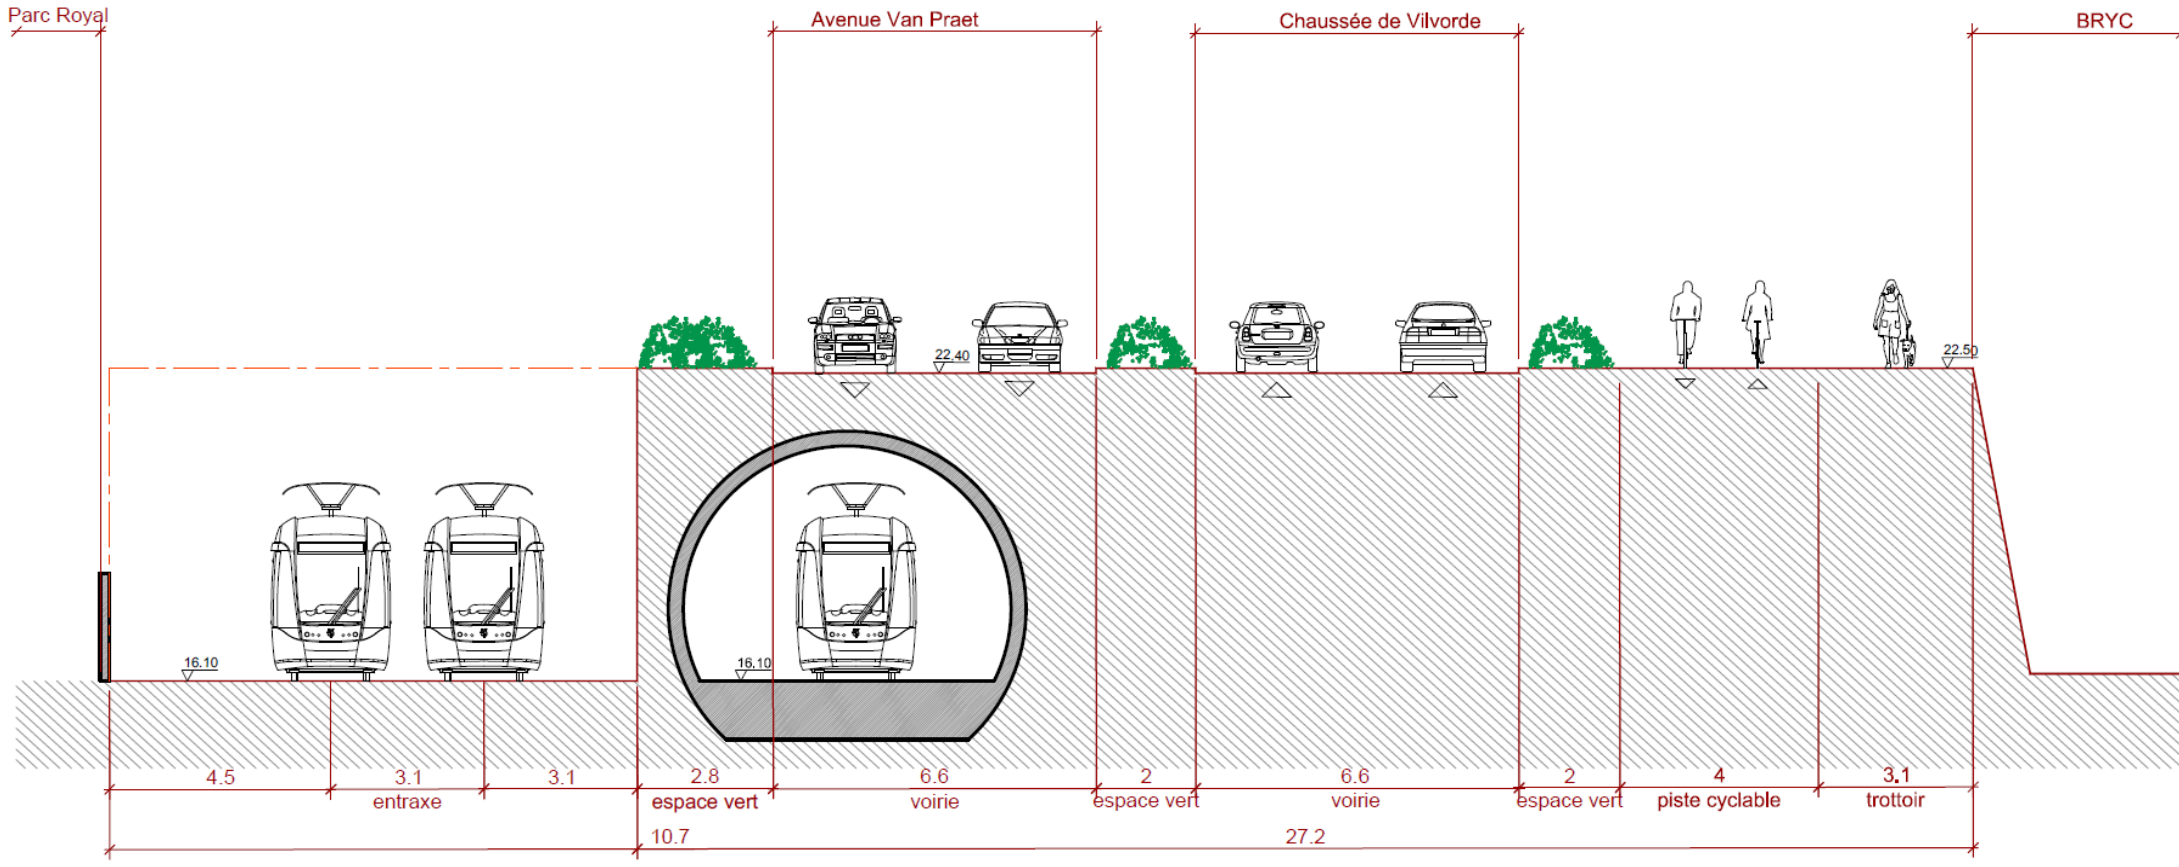 Parc Royal
Avenue Van Praet
Chaussée de Vilvorde
BRYC
22.40
22.50
16.10
16.10
4.5
3.1
3.1
2.8
6.6
2
6.6
2
4
3.1
entraxe
espace vert
voirie
espace vert
voirie
espace vert
piste cyclable
trottoir
10.7
27.2